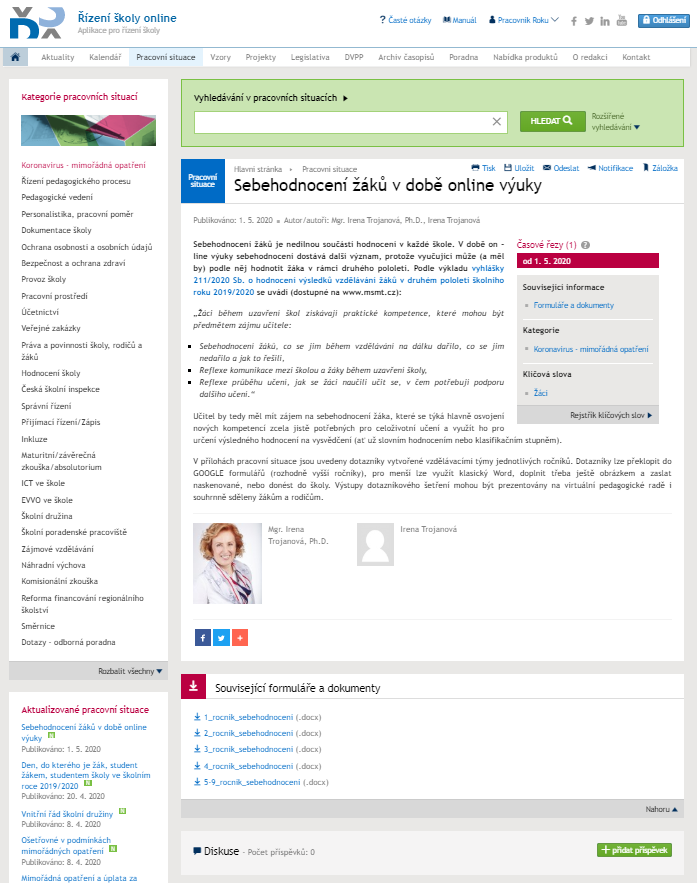 Řízení školy online
Aplikace pro řízení školy
? Časté otázky
Manuál
Pracovník Roku
Odhlášení
Aktuality
Kalendář
Pracovní situace
Vzory
Projekty
Legislativa
DVPP
Archiv časopisů
Poradna
Nabídka produktů
O redakci
Kontakt
Kategorie pracovních situací
Koronavirus - mimořádná opatření
Řízení pedagogického procesu
Pedagogické vedení
Personalistika, pracovní poměr
Dokumentace školy
Ochrana osobnosti a osobních údajů
Bezpečnost a ochrana zdraví
Provoz školy
Pracovní prostředí
Účetnictví
Veřejné zakázky
Práva a povinnosti školy, rodičů a
žáků
Hodnocení školy
Česká školní inspekce
Správní řízení
Přijímací řízení/Zápis
Inkluze
Maturitní/závěrečná
zkouška/absolutorium
ICT ve škole
EVVO ve škole
Školní družina
Školní poradenské pracoviště
Zájmové vzdělávání
Náhradní výchova
Komisionální zkouška
Reforma financování regionálního
školství
Směrnice
Dotazy - odborná poradna
Rozbalit všechny
Aktualizované pracovní situace
Sebehodnocení žáků v době online
výuky N
Publikováno: 1. 5. 2020
Den, do kterého je žák, student
žákem, studentem školy ve školním
roce 2019/2020 N
Publikováno: 20. 4. 2020
Vnitřní řád školní družiny N
Publikováno: 8. 4. 2020
Ošetřovné v podmínkách
mimořádných opatření N
Publikováno: 8. 4. 2020
Mimořádná opatření a úplata za
Vyhledávání v pracovních situacích
HLEDAT
Rozšířené
vyhledávání
Pracovní
situace
Hlavní stránka • Pracovní situace
Tisk
Uložit
Odeslat
Notifikace
Záložka
Sebehodnocení žáků v době online výuky
Publikováno: 1. 5. 2020
Autor/autoři: Mgr. Irena Trojanová, Ph.D., Irena Trojanová
Sebehodnocení žáků je nedílnou součástí hodnocení v každé škole. V době on -
line výuky sebehodnocení dostává další význam, protože vyučující může (a měl
by) podle něj hodnotit žáka v rámci druhého pololetí. Podle výkladu vyhlášky
211/2020 Sb. o hodnocení výsledků vzdělávání žáků v druhém pololetí školního
roku 2019/2020 se uvádí (dostupné na www.msmt.cz):
„Žáci během uzavření škol získávají praktické kompetence, které mohou být
předmětem zájmu učitele:
Sebehodnocení žáků, co se jim během vzdělávání na dálku dařilo, co se jim
nedařilo a jak to řešili,
Reflexe komunikace mezi školou a žáky během uzavření školy,
Reflexe průběhu učení, jak se žáci naučili učit se, v čem potřebují podporu
dalšího učení.“
Učitel by tedy měl mít zájem na sebehodnocení žáka, které se týká hlavně osvojení
nových kompetencí zcela jistě potřebných pro celoživotní učení a využít ho pro
určení výsledného hodnocení na vysvědčení (ať už slovním hodnocením nebo klasifikačním stupněm).
V přílohách pracovní situace jsou uvedeny dotazníky vytvořené vzdělávacími týmy jednotlivých ročníků. Dotazníky lze překlopit do
GOOGLE formulářů (rozhodně vyšší ročníky), pro menší lze využít klasický Word, doplnit třeba ještě obrázkem a zaslat
naskenované, nebo donést do školy. Výstupy dotazníkového šetření mohou být prezentovány na virtuální pedagogické radě i
souhrnně sděleny žákům a rodičům.
Časové řezy (1) ?
od 1. 5. 2020
Související informace
Formuláře a dokumenty
Kategorie
Koronavirus - mimořádná opatření
Klíčová slova
Žáci
Rejstřík klíčových slov
Mgr. Irena
Trojanová, Ph.D.
Irena Trojanová
Související formuláře a dokumenty
1_rocnik_sebehodnoceni (.docx)
2_rocnik_sebehodnoceni (.docx)
3_rocnik_sebehodnoceni (.docx)
4_rocnik_sebehodnoceni (.docx)
5-9_rocnik_sebehodnoceni (.docx)
Nahoru
Diskuse - Počet příspěvků: 0
přidat příspěvek